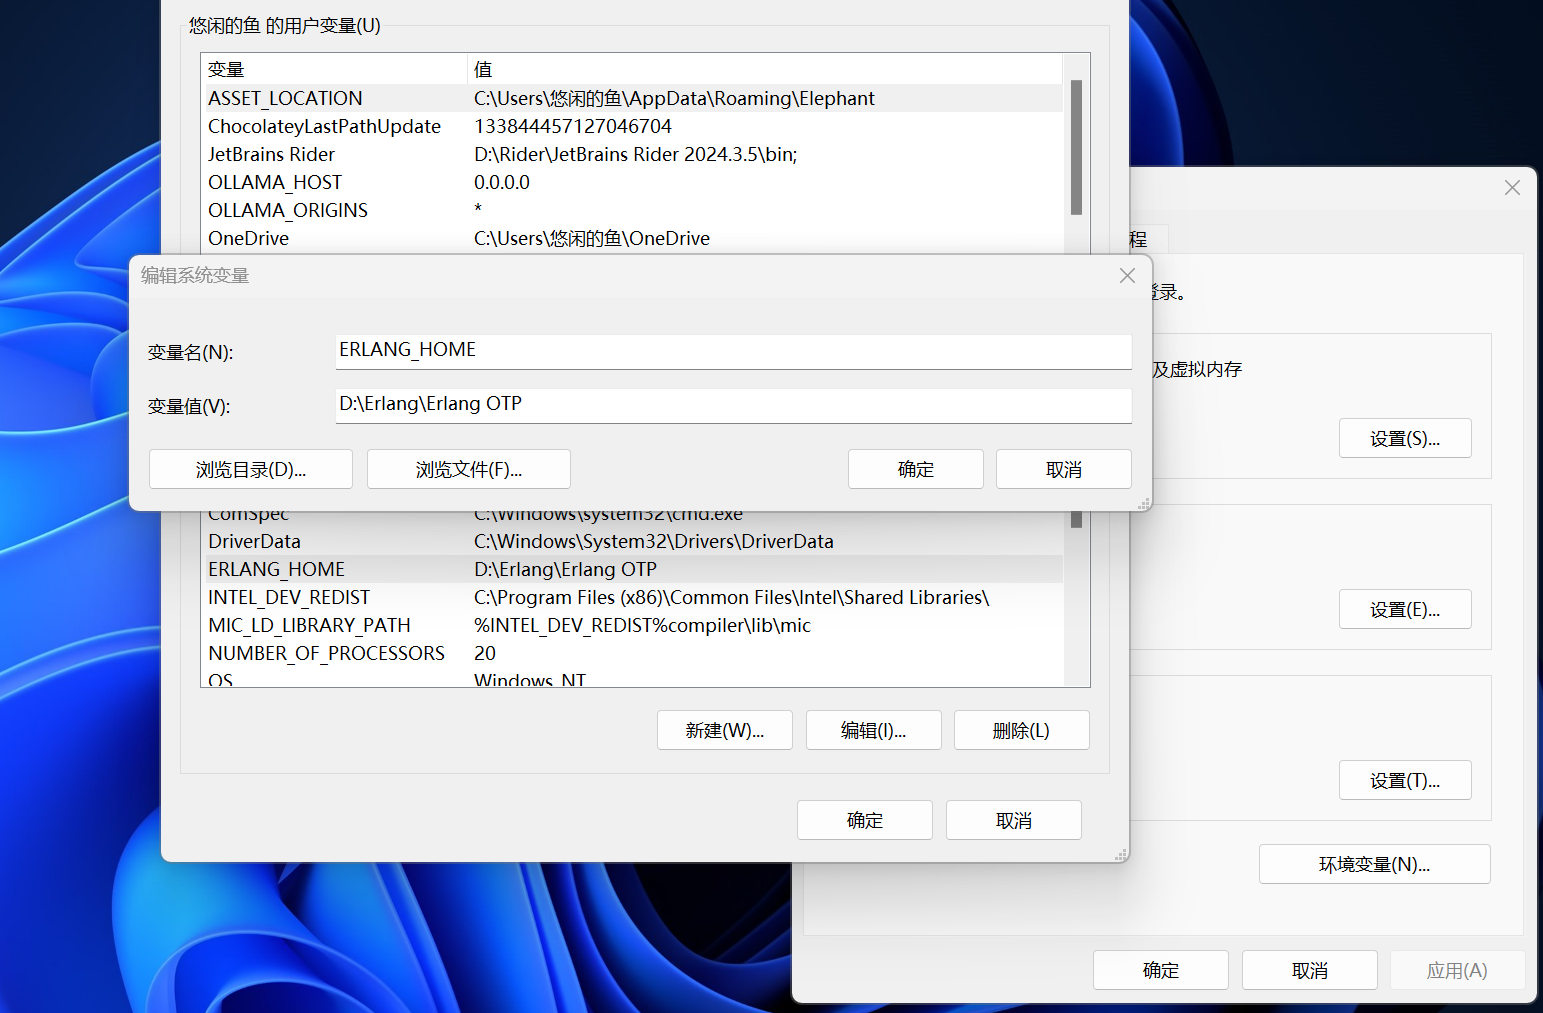 悠闲的鱼 的用户变量(U)
变量 值
ASSET_LOCATION C:\Users\悠闲的鱼\AppData\Roaming\Elephant
ChocolateyLastPathUpdate 133844457127046704
JetBrains Rider D:\Rider\JetBrains Rider 2024.3.5\bin;
OLLAMA_HOST 0.0.0.0
OLLAMA_ORIGINS *
OneDrive C:\Users\悠闲的鱼\OneDrive
编辑系统变量
变量名(N): ERLANG_HOME
变量值(V): D:\Erlang\Erlang OTP
浏览目录(D)... 浏览文件(F)... 确定 取消
ComSpec C:\Windows\system32\cmd.exe
DriverData C:\Windows\System32\Drivers\DriverData
ERLANG_HOME D:\Erlang\Erlang OTP
INTEL_DEV_REDIST C:\Program Files (x86)\Common Files\Intel\Shared Libraries\
MIC_LD_LIBRARY_PATH %INTEL_DEV_REDIST%compiler\lib\mic
NUMBER_OF_PROCESSORS 20
OS Windows_NT
新建(W)... 编辑(I)... 删除(L)
确定 取消
程
登录。
及虚拟内存
设置(S)...
设置(E)...
设置(T)...
环境变量(N)...
确定 取消 应用(A)